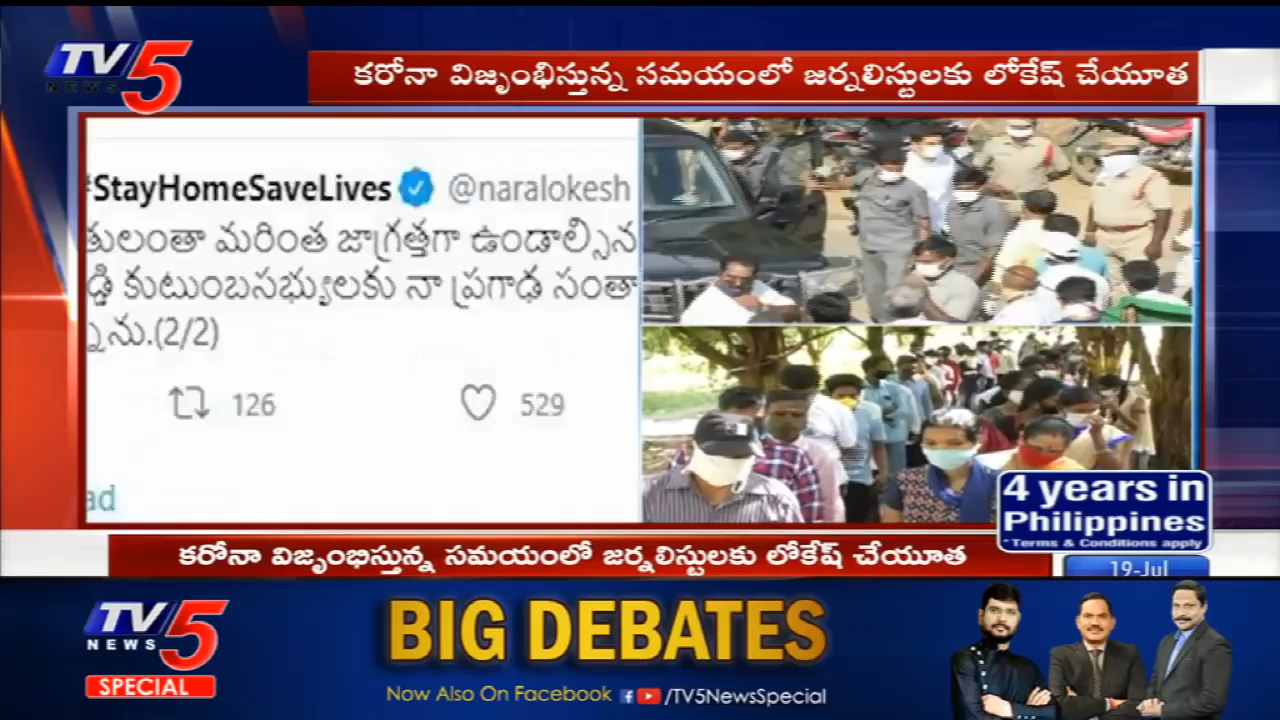 TV5
NEWS
కరోనా విజృంభిస్తున్న సమయంలో జర్నలిస్టులకు లోకేష్ చేయూత
#StayHomeSaveLives @naralokesh
తులంతా మరింత జాగ్రత్తగా ఉండాల్సిన
డ్డి కుటుంబసభ్యులకు నా ప్రగాఢ సంతా
న్నను.(2/2)
126 529
ad
4 years in
Philippines
*Terms & Conditions apply
కరోనా విజృంభిస్తున్న సమయంలో జర్నలిస్టులకు లోకేష్ చేయూత
19-Jul
TV5
NEWS
SPECIAL
BIG DEBATES
Now Also On Facebook /TV5NewsSpecial